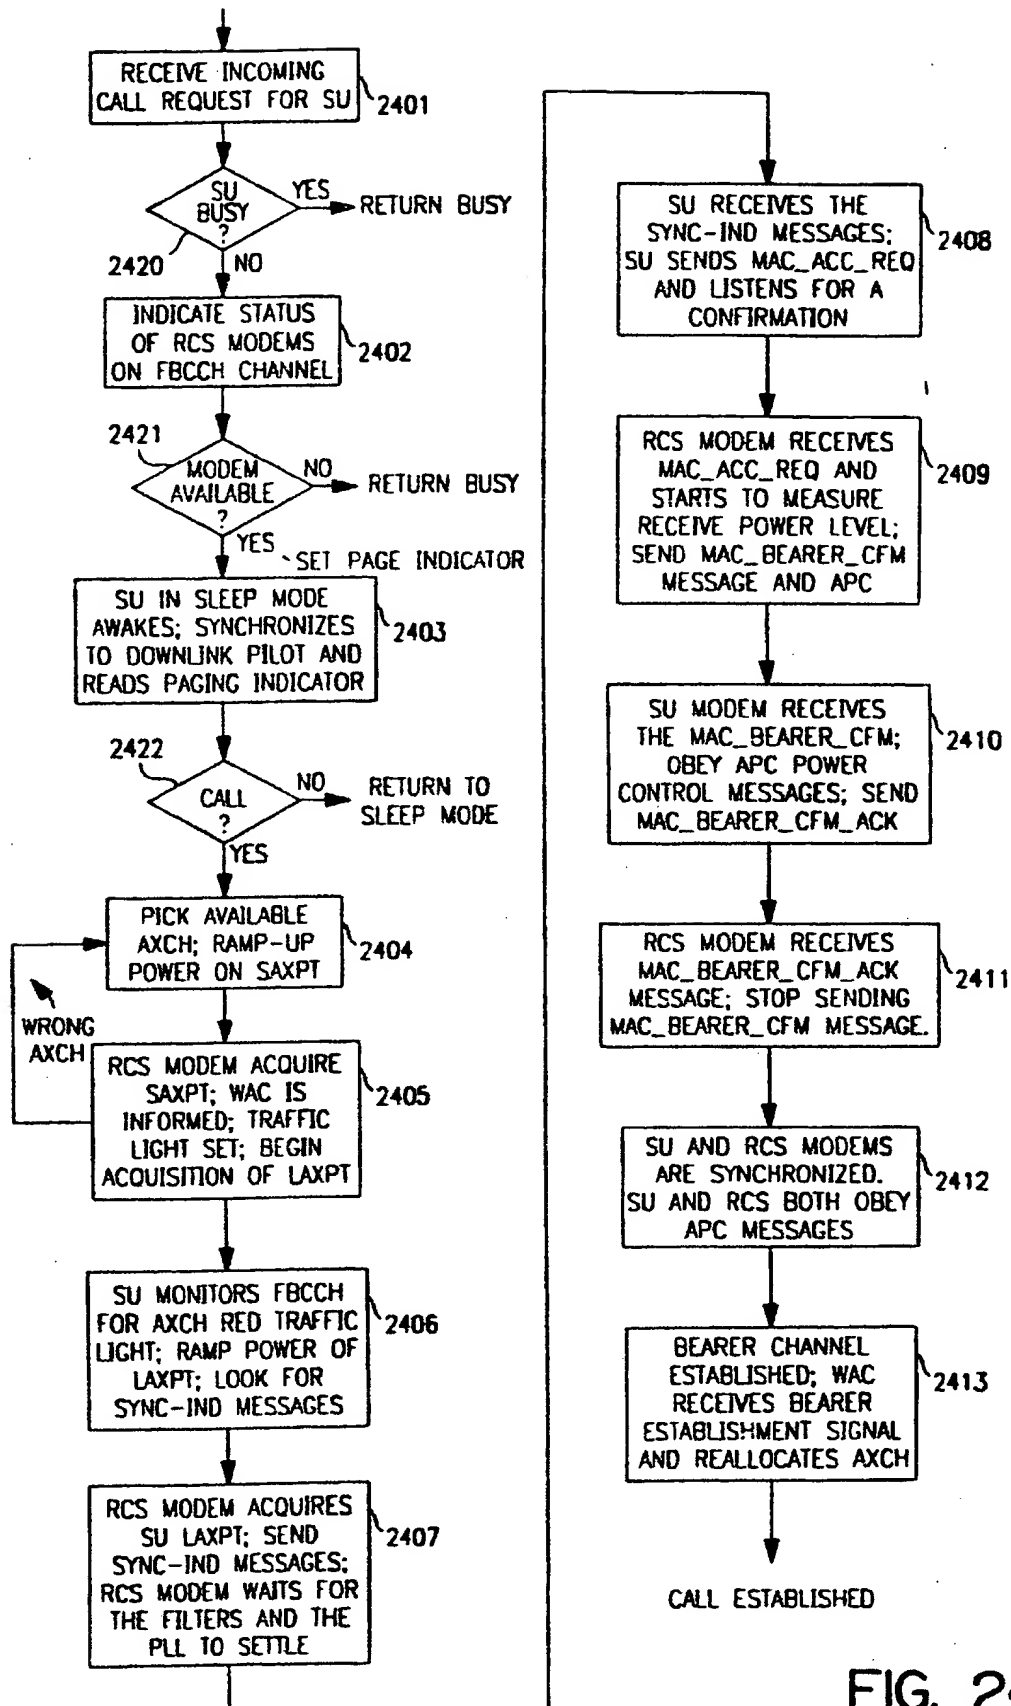 RECEIVE INCOMING
CALL REQUEST FOR SU
2401
SU
BUSY
?
YES
RETURN BUSY
2420
NO
INDICATE STATUS
OF RCS MODEMS
ON FBCCH CHANNEL
2402
2421
MODEM
AVAILABLE
?
NO
RETURN BUSY
YES
SET PAGE INDICATOR
SU IN SLEEP MODE
AWAKES; SYNCHRONIZES
TO DOWNLINK PILOT AND
READS PAGING INDICATOR
2403
2422
CALL
?
NO
RETURN TO
SLEEP MODE
YES
PICK AVAILABLE
AXCH; RAMP-UP
POWER ON SAXPT
2404
WRONG
AXCH
RCS MODEM ACQUIRE
SAXPT; WAC IS
INFORMED; TRAFFIC
LIGHT SET; BEGIN
ACQUISITION OF LAXPT
2405
SU MONITORS FBCCH
FOR AXCH RED TRAFFIC
LIGHT; RAMP POWER OF
LAXPT; LOOK FOR
SYNC-IND MESSAGES
2406
RCS MODEM ACQUIRES
SU LAXPT; SEND
SYNC-IND MESSAGES;
RCS MODEM WAITS FOR
THE FILTERS AND THE
PLL TO SETTLE
2407
SU RECEIVES THE
SYNC-IND MESSAGES;
SU SENDS MAC_ACC_REQ
AND LISTENS FOR A
CONFIRMATION
2408
RCS MODEM RECEIVES
MAC_ACC_REQ AND
STARTS TO MEASURE
RECEIVE POWER LEVEL;
SEND MAC_BEARER_CFM
MESSAGE AND APC
2409
SU MODEM RECEIVES
THE MAC_BEARER_CFM;
OBEY APC POWER
CONTROL MESSAGES; SEND
MAC_BEARER_CFM_ACK
2410
RCS MODEM RECEIVES
MAC_BEARER_CFM_ACK
MESSAGE; STOP SENDING
MAC_BEARER_CFM MESSAGE.
2411
SU AND RCS MODEMS
ARE SYNCHRONIZED.
SU AND RCS BOTH OBEY
APC MESSAGES
2412
BEARER CHANNEL
ESTABLISHED; WAC
RECEIVES BEARER
ESTABLISHMENT SIGNAL
AND REALLOCATES AXCH
2413
CALL ESTABLISHED
FIG.